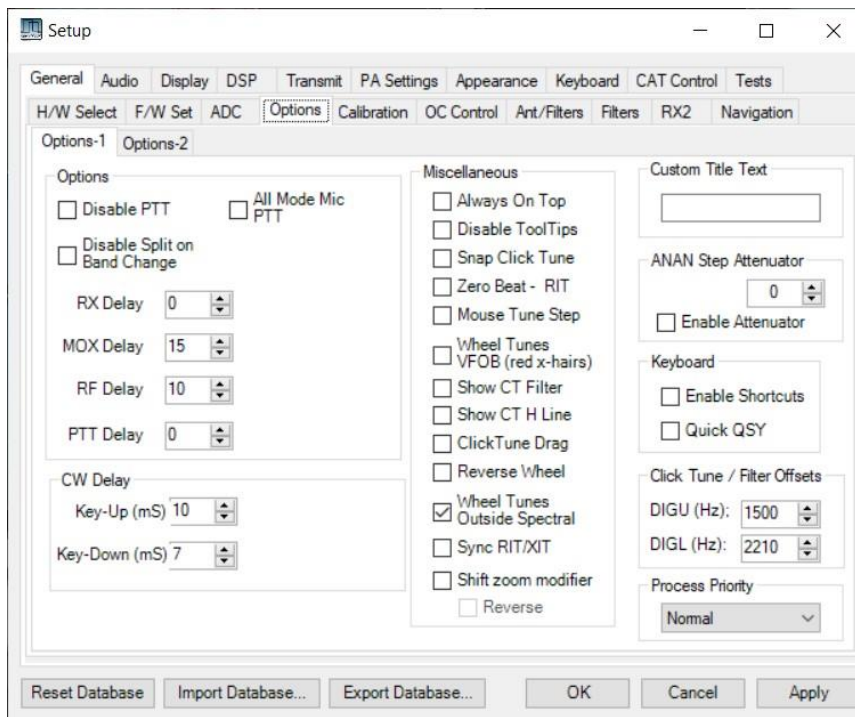 Setup
General Audio Display DSP Transmit PA Settings Appearance Keyboard CAT Control Tests
H/W Select F/W Set ADC Options Calibration OC Control Ant/Filters Filters RX2 Navigation
Options-1 Options-2
Options
Disable PTT
All Mode Mic
PTT
Disable Split on
Band Change
RX Delay 0
MOX Delay 15
RF Delay 10
PTT Delay 0
CW Delay
Key-Up (mS) 10
Key-Down (mS) 7
Miscellaneous
Always On Top
Disable ToolTips
Snap Click Tune
Zero Beat - RIT
Mouse Tune Step
Wheel Tunes
VFOB (red x-hairs)
Show CT Filter
Show CT H Line
ClickTune Drag
Reverse Wheel
Wheel Tunes
Outside Spectral
Sync RIT/XIT
Shift zoom modifier
Reverse
Custom Title Text
ANAN Step Attenuator
0
Enable Attenuator
Keyboard
Enable Shortcuts
Quick QSY
Click Tune / Filter Offsets
DIGU (Hz): 1500
DIGL (Hz): 2210
Process Priority
Normal
Reset Database Import Database... Export Database... OK Cancel Apply